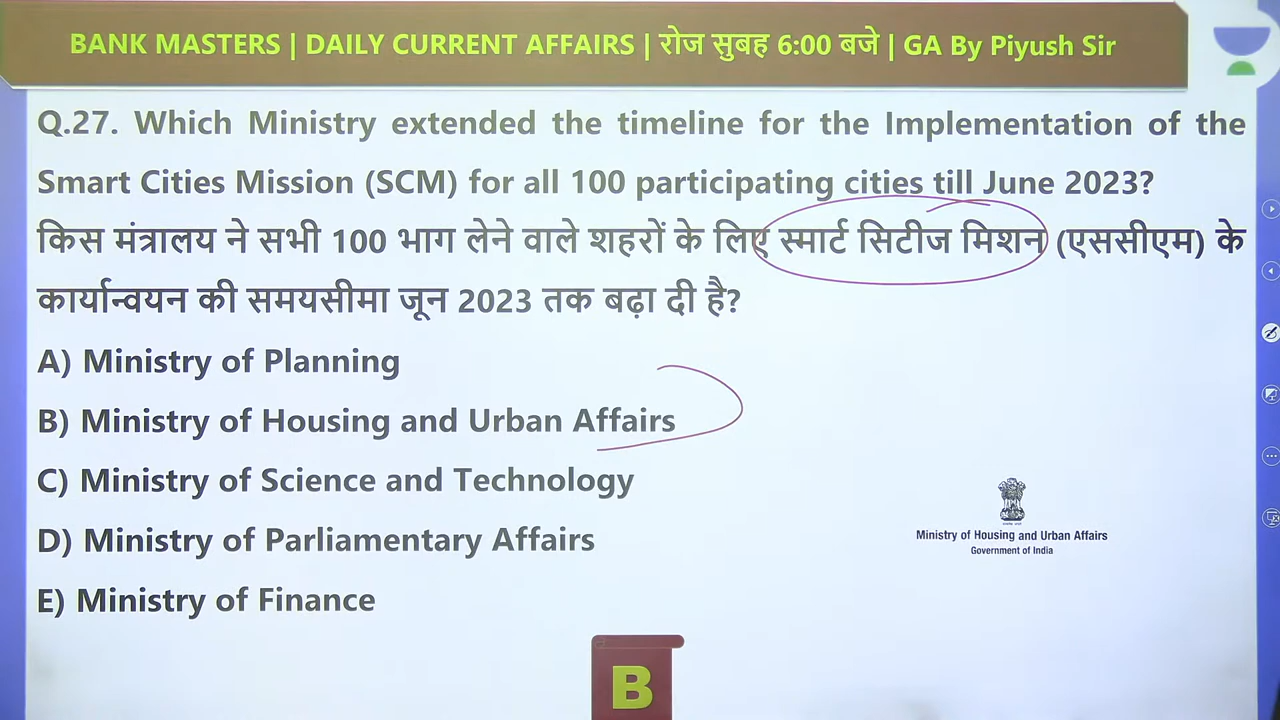 BANK MASTERS | DAILY CURRENT AFFAIRS | रोज सुबह 6:00 बजे | GA By Piyush Sir
Q.27. Which Ministry extended the timeline for the Implementation of the
Smart Cities Mission (SCM) for all 100 participating cities till June 2023?
किस मंत्रालय ने सभी 100 भाग लेने वाले शहरों के लिए स्मार्ट सिटीज मिशन (एससीएम) के
कार्यान्वयन की समयसीमा जून 2023 तक बढ़ा दी है?
A) Ministry of Planning
B) Ministry of Housing and Urban Affairs
C) Ministry of Science and Technology
D) Ministry of Parliamentary Affairs
E) Ministry of Finance
Ministry of Housing and Urban Affairs
Government of India
B